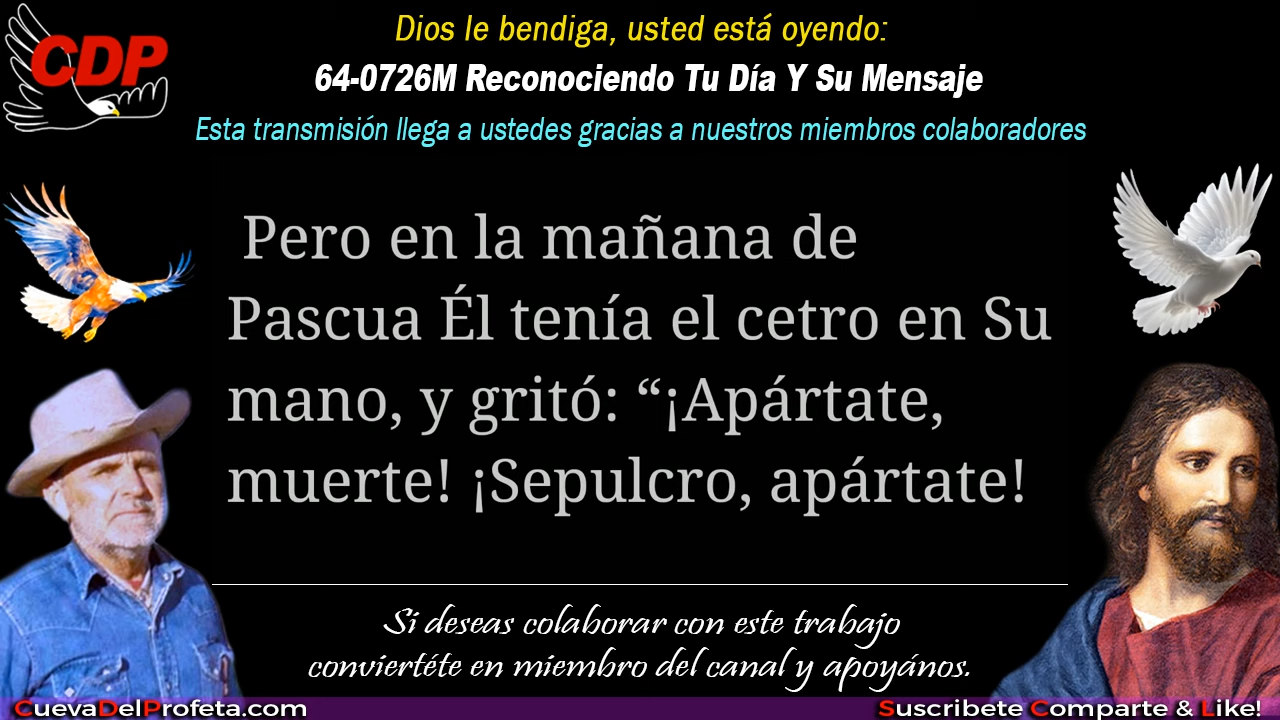 CDP
Dios le bendiga, usted está oyendo:
64-0726M Reconociendo Tu Día Y Su Mensaje
Esta transmisión llega a ustedes gracias a nuestros miembros colaboradores
Pero en la mañana de
Pascua Él tenía el cetro en Su
mano, y gritó: “¡Apártate,
muerte! ¡Sepulcro, apártate!
Si deseas colaborar con este trabajo
conviertéte en miembro del canal y apoyános.
CuevaDelProfeta.com
Suscribete Comparte & Like!